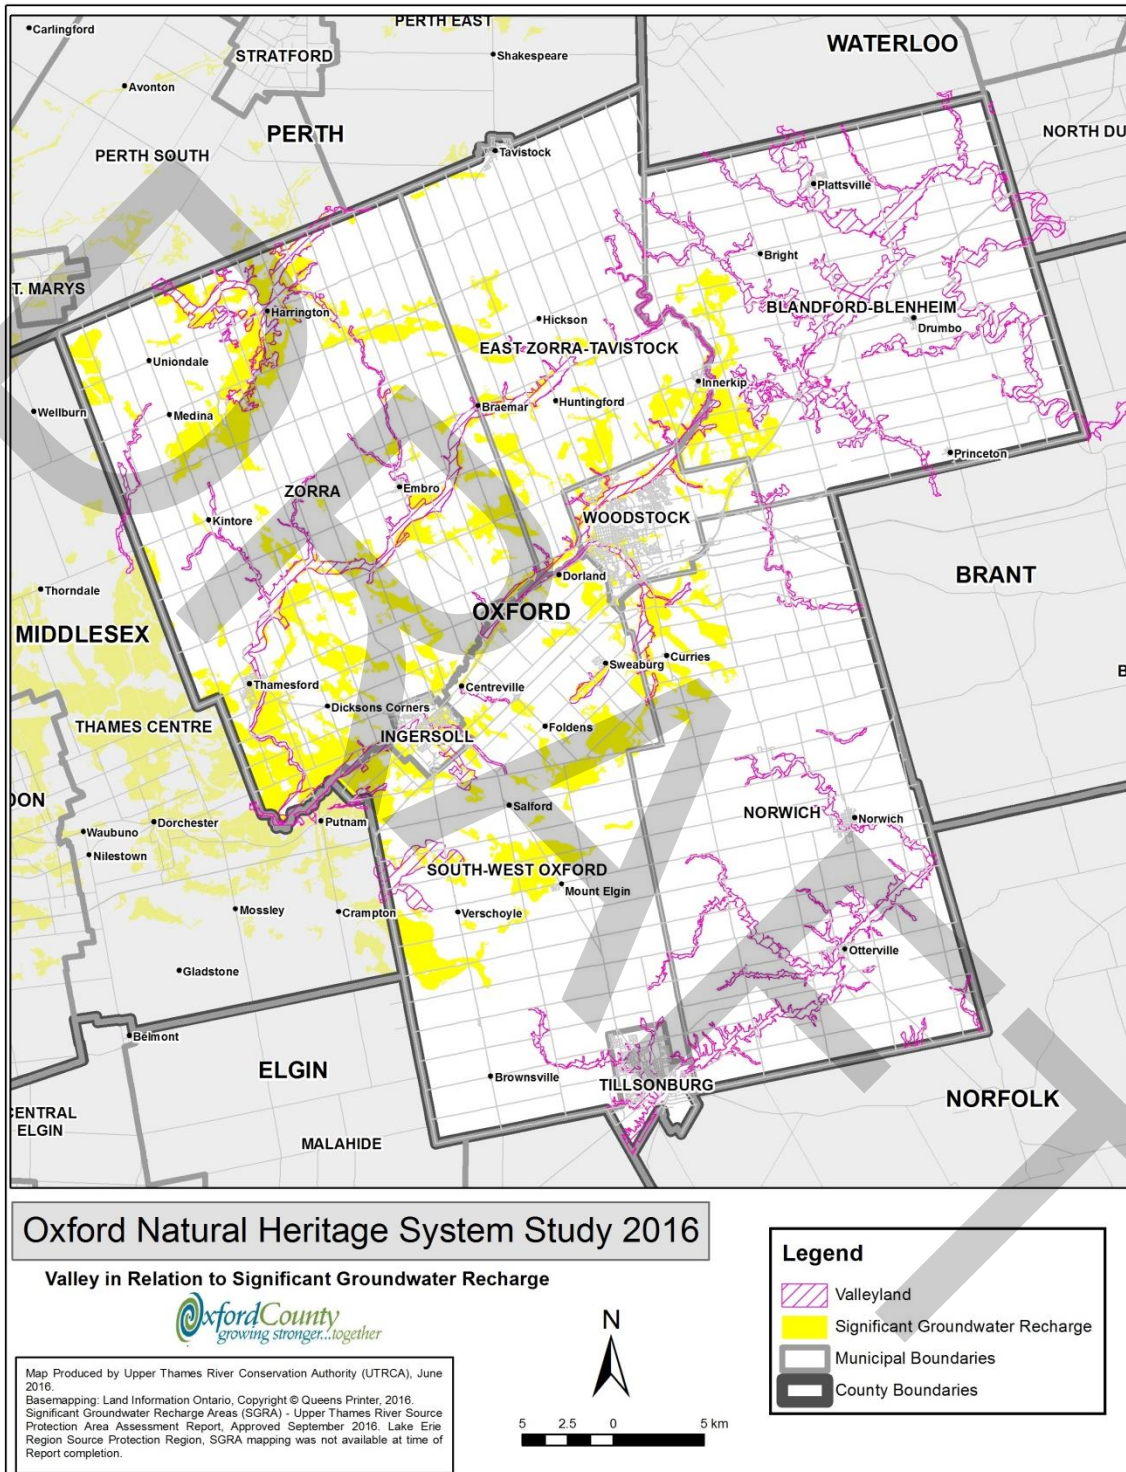 PERTH EAST
Carlingford
STRATFORD
Shakespeare
WATERLOO
Avonton
PERTH
NORTH DU
PERTH SOUTH
Tavistock
Plattsville
T. MARYS
Bright
Harrington
Hickson
BLANDFORD-BLENHEIM
Drumbo
EAST-ZORRA-TAVISTOCK
Uniondale
Innerkip
Wellburn
Medina
Braemar
Huntingford
Princeton
ZORRA
Embro
Kintore
WOODSTOCK
Thorndale
Dorland
BRANT
OXFORD
MIDDLESEX
Sweaburg
Curries
B
Thamesford
Centreville
THAMES CENTRE
Dicksons Corners
INGERSOLL
Foldens
DON
Salford
NORWICH
Norwich
Waubuno
Dorchester
Putnam
Nilestown
SOUTH-WEST OXFORD
Mount Elgin
Mossley
Crampton
Verschoyle
Otterville
Gladstone
Belmont
ELGIN
Brownsville
TILLSONBURG
NORFOLK
CENTRAL
ELGIN
MALAHIDE
DRAFT
Oxford Natural Heritage System Study 2016
Valley in Relation to Significant Groundwater Recharge
OxfordCounty
growing stronger...together
Map Produced by Upper Thames River Conservation Authority (UTRCA), June
2016.
Basemapping: Land Information Ontario, Copyright © Queens Printer, 2016.
Significant Groundwater Recharge Areas (SGRA) - Upper Thames River Source
Protection Area Assessment Report, Approved September 2016. Lake Erie
Region Source Protection Region, SGRA mapping was not available at time of
Report completion.
N
5 2.5 0 5 km
Legend
Valleyland
Significant Groundwater Recharge
Municipal Boundaries
County Boundaries